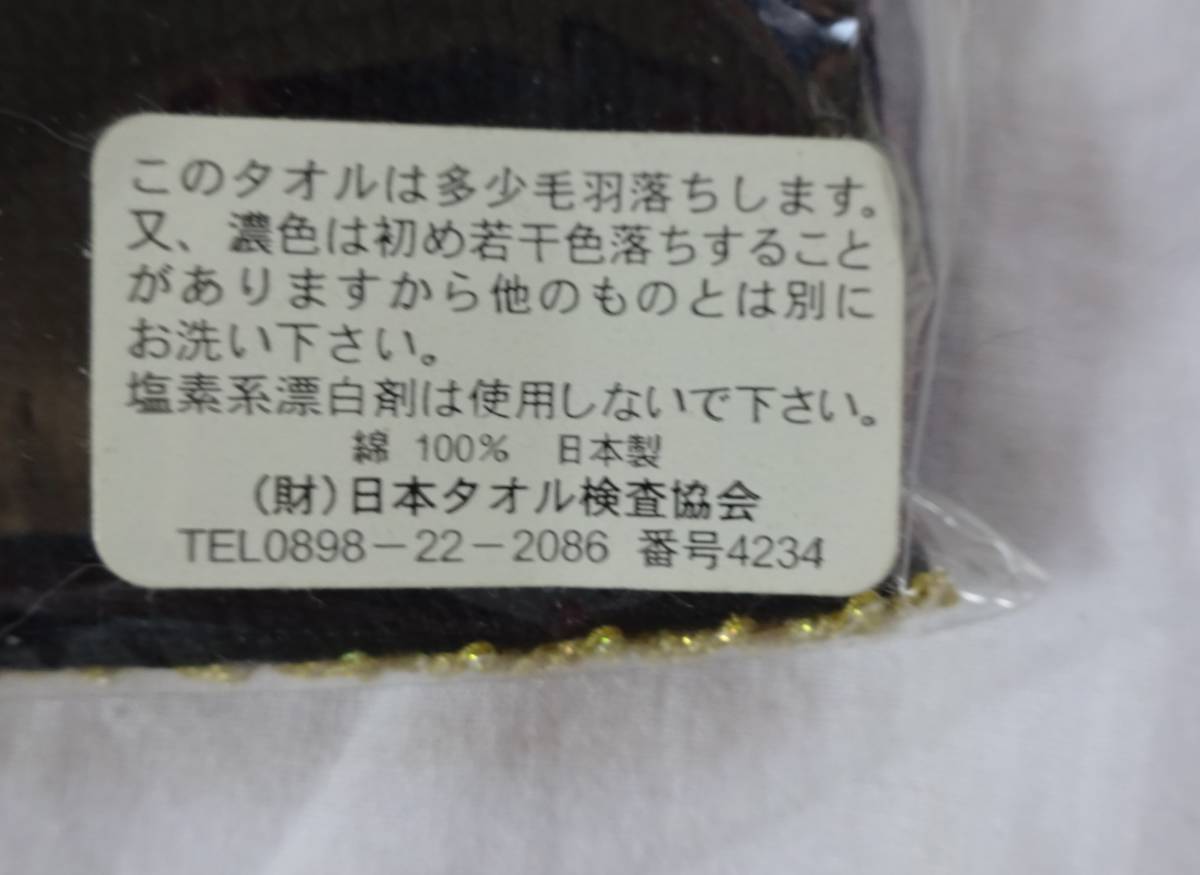 このタオルは多少毛羽落ちします。
又、濃色は初め若干色落ちすること
がありますから他のものとは別に
お洗い下さい。
塩素系漂白剤は使用しないで下さい。
綿 100% 日本製
(財)日本タオル検査協会
TEL0898-22-2086 番号4234